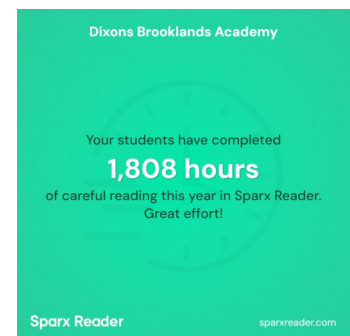 Dixons Brooklands Academy
Your students have completed
1,808 hours
of careful reading this year in Sparx Reader.
Great effort!
Sparx Reader
sparxreader.com